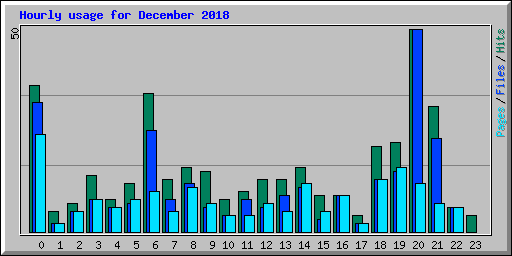 Hourly usage for December 2018
50
Pages/Files/Hits
0 1 2 3 4 5 6 7 8 9 10 11 12 13 14 15 16 17 18 19 20 21 22 23